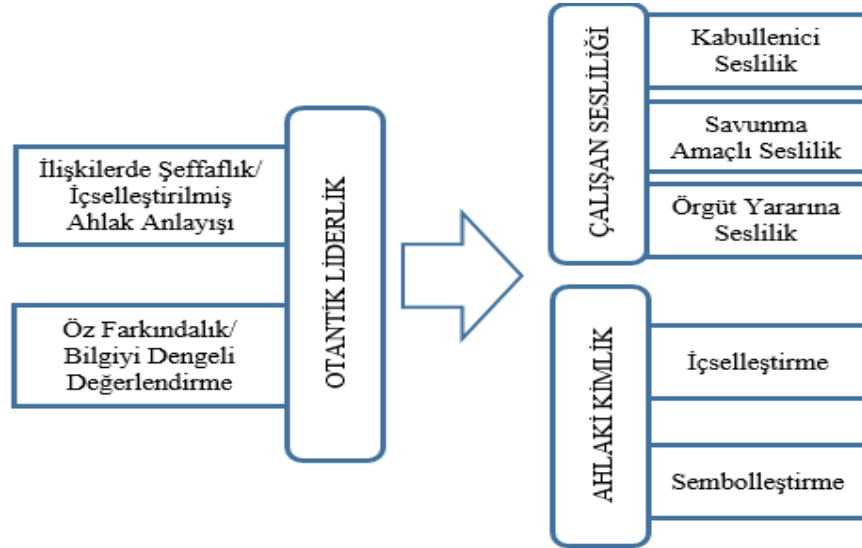 İlişkilerde Şeffaflık/
İçselleştirilmiş
Ahlak Anlayışı
Öz Farkındalık/
Bilgiyi Dengeli
Değerlendirme
OTANTİK LİDERLİK
ÇALIŞAN SESLİLİĞİ
Kabullenici
Seslilik
Savunma
Amaçlı Seslilik
Örgüt Yararına
Seslilik
AHLAKİ KİMLİK
İçselleştirme
Sembolleştirme